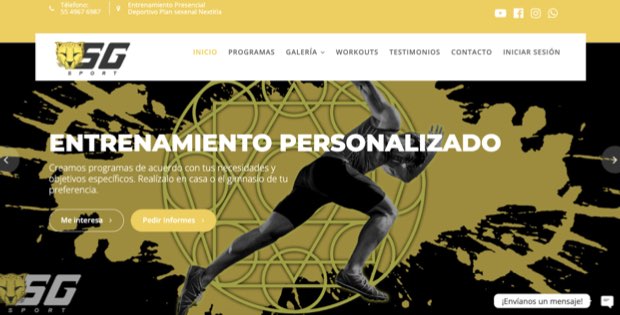 Télefono:
55 4967 6987
Entrenamiento Presencial
Deportivo Plan sexenal Nextitla
SG
SPORT
INICIO PROGRAMAS GALERÍA WORKOUTS TESTIMONIOS CONTACTO INICIAR SESIÓN
ENTRENAMIENTO PERSONALIZADO
Creamos programas de acuerdo con tus necesidades y
objetivos específicos. Realízalo en casa o el gimnasio de tu
preferencia.
Me interesa
Pedir Informes
SG
SPORT
¡Envíanos un mensaje!